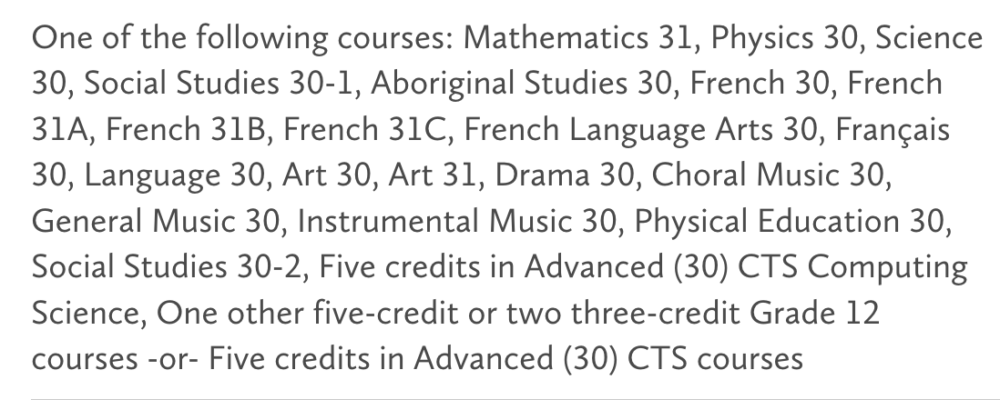 One of the following courses: Mathematics 31, Physics 30, Science
30, Social Studies 30-1, Aboriginal Studies 30, French 30, French
31A, French 31B, French 31C, French Language Arts 30, Français
30, Language 30, Art 30, Art 31, Drama 30, Choral Music 30,
General Music 30, Instrumental Music 30, Physical Education 30,
Social Studies 30-2, Five credits in Advanced (30) CTS Computing
Science, One other five-credit or two three-credit Grade 12
courses -or- Five credits in Advanced (30) CTS courses